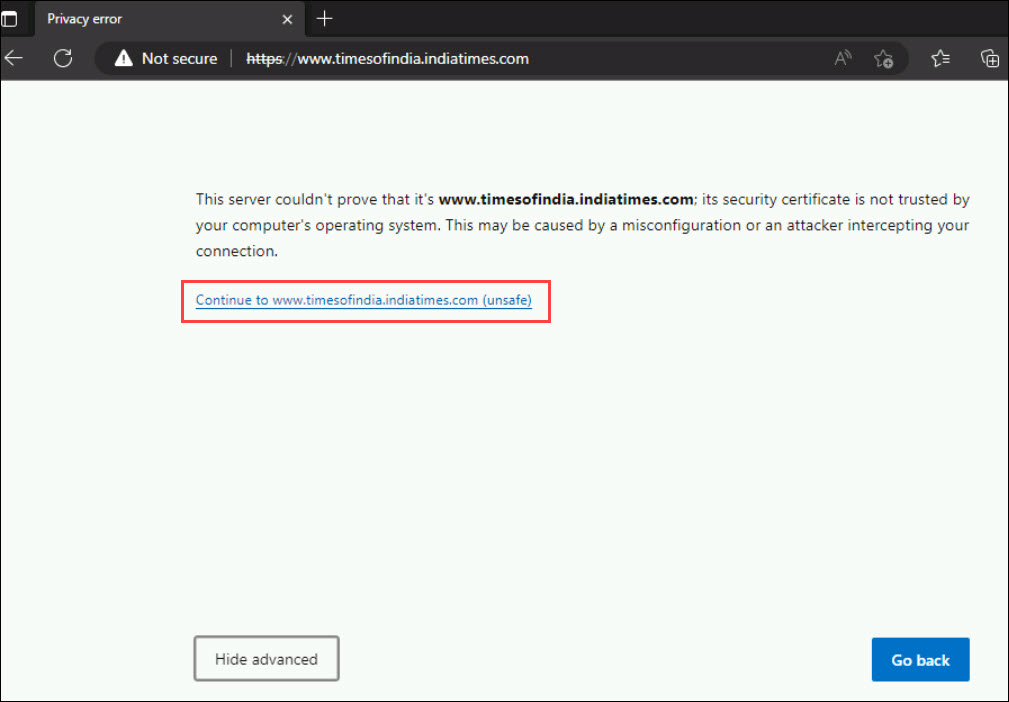 Privacy error
Not secure
https://www.timesofindia.indiatimes.com
This server couldn't prove that it's www.timesofindia.indiatimes.com; its security certificate is not trusted by
your computer's operating system. This may be caused by a misconfiguration or an attacker intercepting your
connection.
Continue to www.timesofindia.indiatimes.com (unsafe)
Hide advanced
Go back